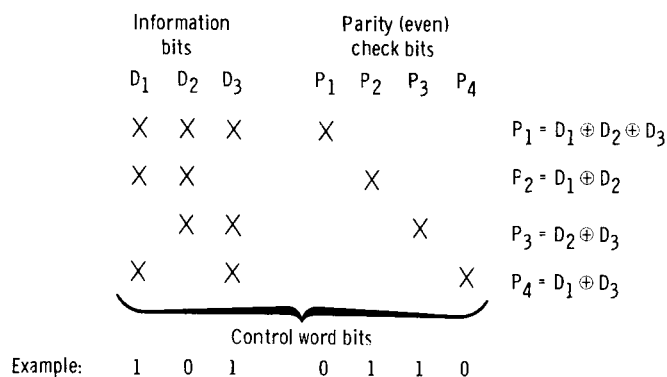 Information bits
Parity (even) check bits
D1 D2 D3 P1 P2 P3 P4
X X X X P1 = D1 ⊕ D2 ⊕ D3
X X X P2 = D1 ⊕ D2
X X X P3 = D2 ⊕ D3
X X X P4 = D1 ⊕ D3
Control word bits
Example: 1 0 1 0 1 1 0